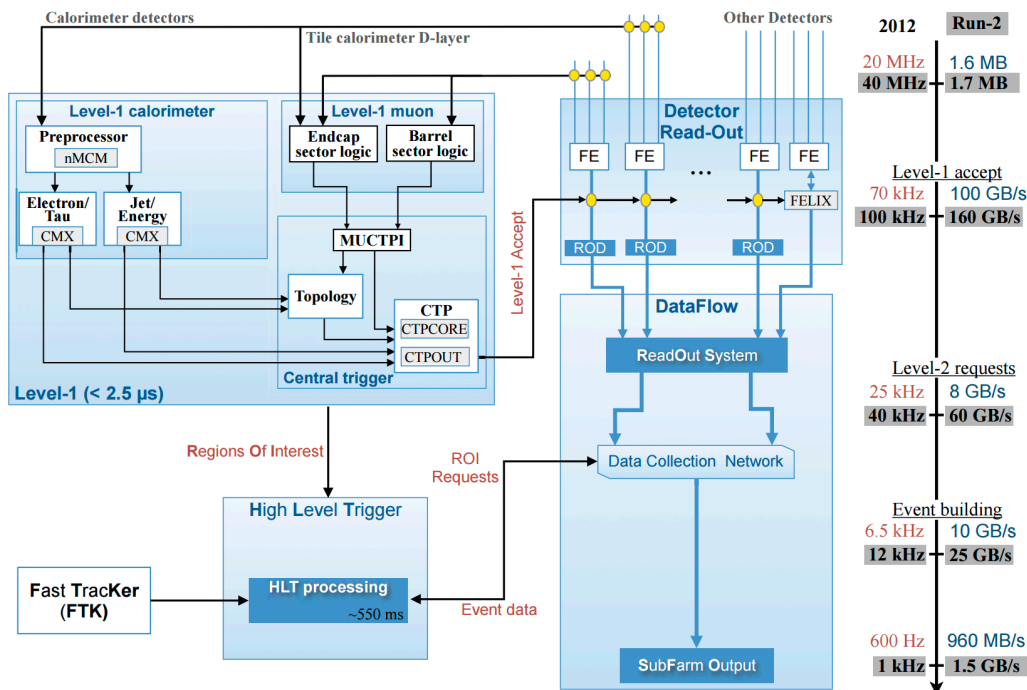 Calorimeter detectors
Tile calorimeter D-layer
Other Detectors
Level-1 calorimeter
Preprocessor
nMCM
Electron/
Tau
CMX
Jet/
Energy
CMX
Level-1 muon
Endcap
sector logic
Barrel
sector logic
MUCTPI
Topology
CTP
CTPCORE
CTPOUT
Central trigger
Level-1 (< 2.5 µs)
Level-1 Accept
Detector
Read-Out
FE
FE
...
FE
FE
FELIX
ROD
ROD
ROD
DataFlow
ReadOut System
Data Collection Network
SubFarm Output
Regions Of Interest
ROI
Requests
High Level Trigger
HLT processing
~550 ms
Event data
Fast TracKer
(FTK)
2012 Run-2
20 MHz 1.6 MB
40 MHz 1.7 MB
Level-1 accept
70 kHz 100 GB/s
100 kHz 160 GB/s
Level-2 requests
25 kHz 8 GB/s
40 kHz 60 GB/s
Event building
6.5 kHz 10 GB/s
12 kHz 25 GB/s
600 Hz 960 MB/s
1 kHz 1.5 GB/s